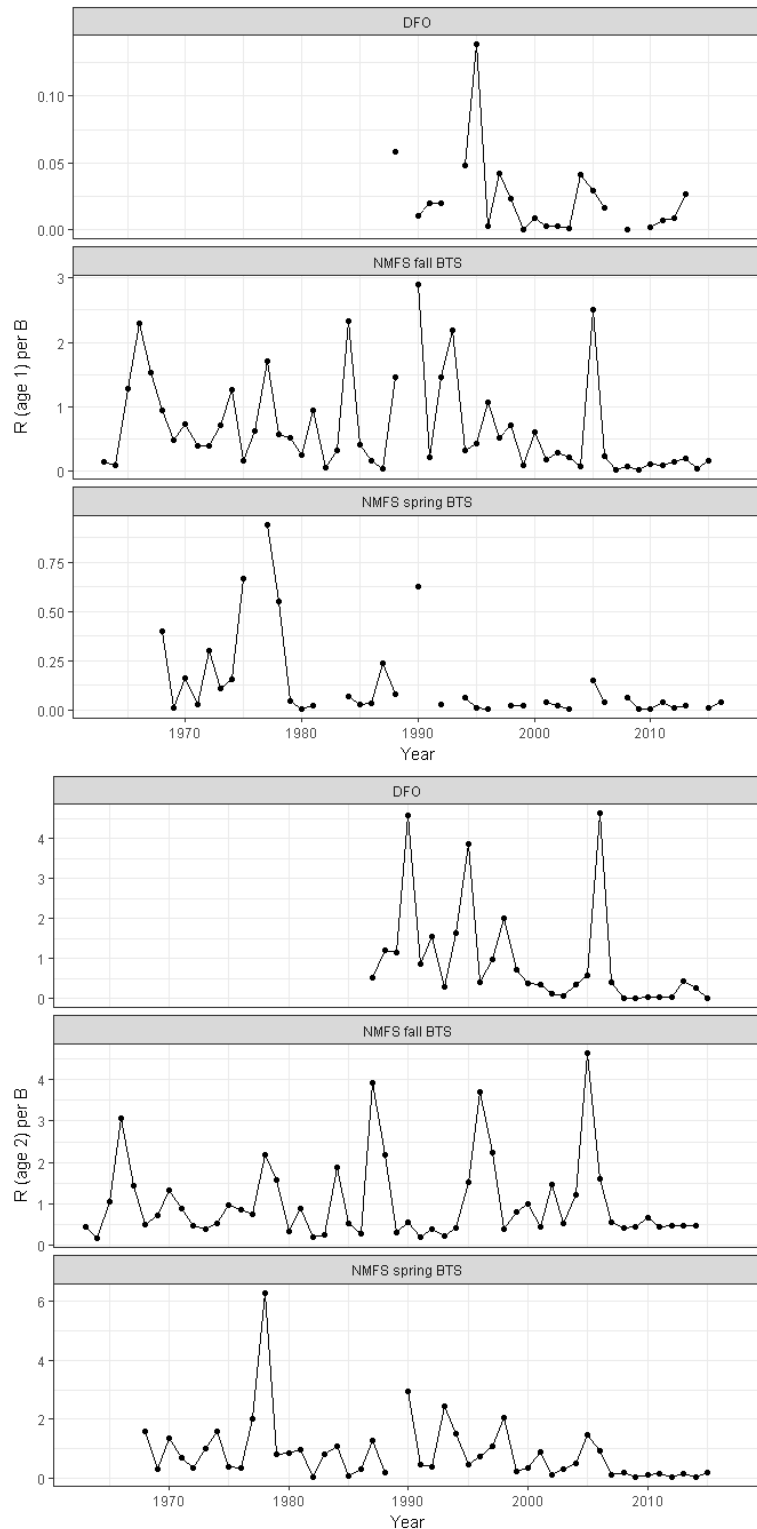 DFO
0.10
0.05
0.00
NMFS fall BTS
3
2
1
0
R (age 1) per B
NMFS spring BTS
0.75
0.50
0.25
0.00
1970 1980 1990 2000 2010
Year
DFO
4
3
2
1
0
NMFS fall BTS
4
3
2
1
0
R (age 2) per B
NMFS spring BTS
6
4
2
0
1970 1980 1990 2000 2010
Year